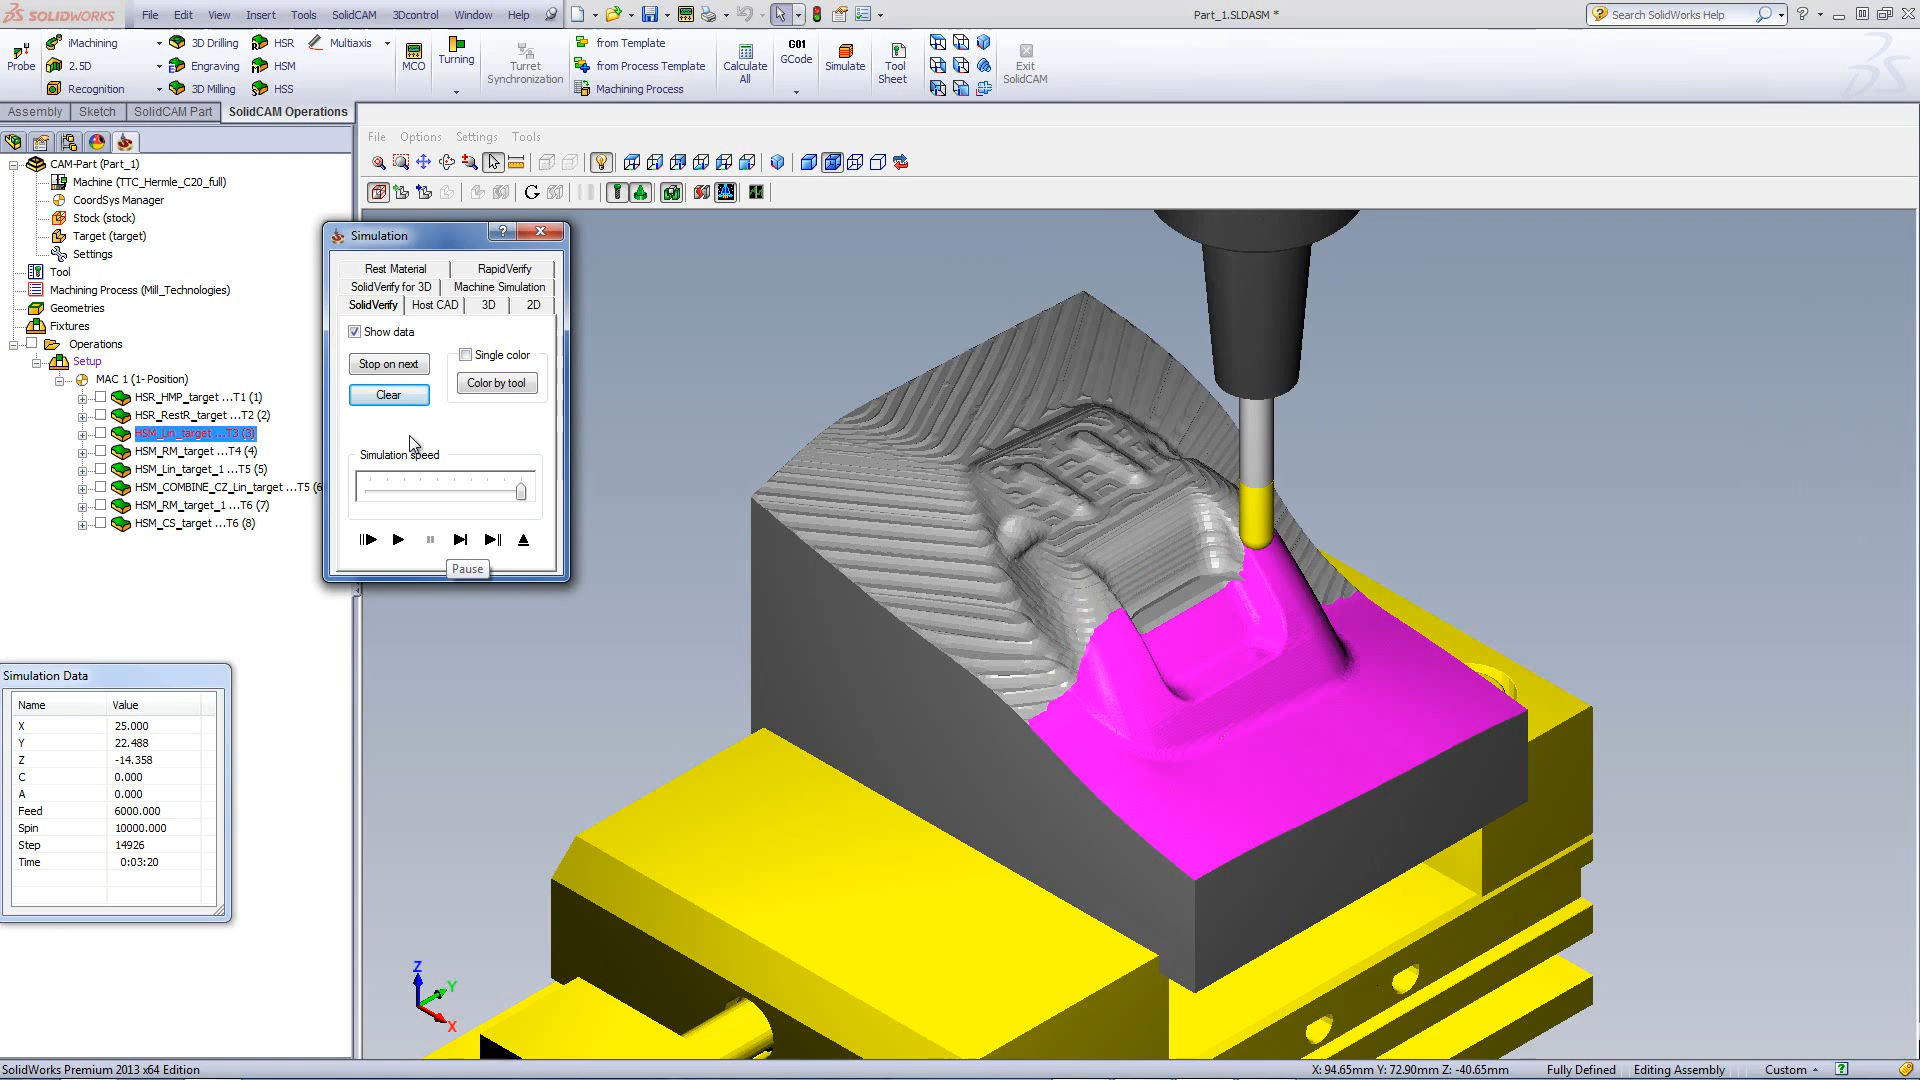 SOLIDWORKS File Edit View Insert Tools SolidCAM 3Dcontrol Window Help Part_1.SLDASM * Search SolidWorks Help
Probe iMachining 2.5D Recognition 3D Drilling Engraving 3D Milling HSR HSM HSS Multiaxis MCO Turning Turret Synchronization from Template from Process Template Machining Process Calculate All G01 GCode Simulate Tool Sheet Exit SolidCAM
Assembly Sketch SolidCAM Part SolidCAM Operations
File Options Settings Tools
CAM-Part (Part_1)
Machine (TTC_Hermle_C20_full)
CoordSys Manager
Stock (stock)
Target (target)
Settings
Tool
Machining Process (Mill_Technologies)
Geometries
Fixtures
Operations
Setup
MAC 1 (1- Position)
HSR_HMP_target ...T1 (1)
HSR_RestR_target ...T2 (2)
HSM_Lin_target ...T3 (3)
HSM_RM_target ...T4 (4)
HSM_Lin_target_1 ...T5 (5)
HSM_COMBINE_CZ_Lin_target ...T5 (6
HSM_RM_target_1 ...T6 (7)
HSM_CS_target ...T6 (8)
Simulation
Rest Material RapidVerify
SolidVerify for 3D Machine Simulation
SolidVerify Host CAD 3D 2D
Show data
Stop on next Single color
Clear Color by tool
Simulation speed
Pause
Simulation Data
Name Value
X 25.000
Y 22.488
Z -14.358
C 0.000
A 0.000
Feed 6000.000
Spin 10000.000
Step 14926
Time 0:03:20
Z
Y
X
SolidWorks Premium 2013 x64 Edition X: 94.65mm Y: 72.90mm Z: -40.65mm Fully Defined Editing Assembly Custom